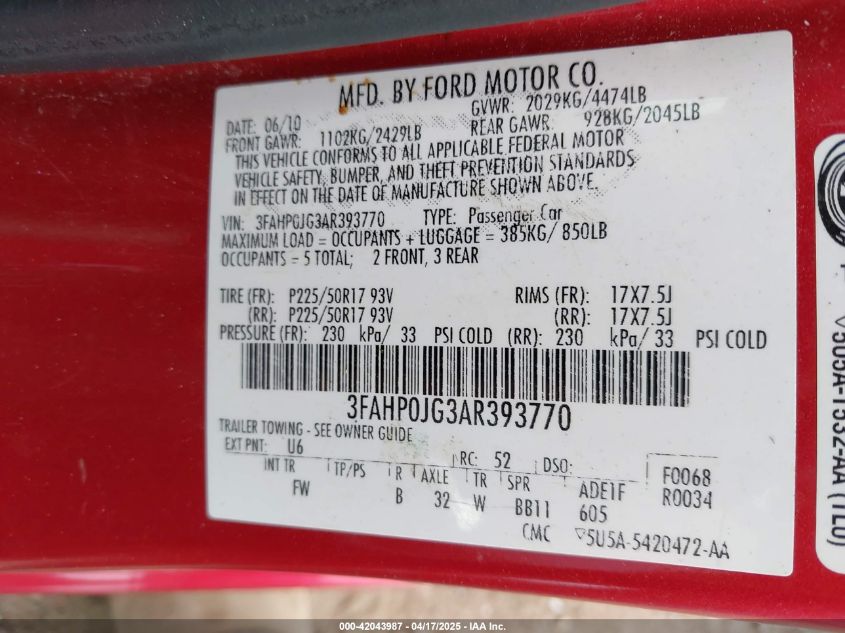 MFD. BY FORD MOTOR CO.
DATE: 06/10 GVWR: 2029KG/4474LB
FRONT GAWR: 1102KG/2429LB REAR GAWR: 928KG/2045LB
THIS VEHICLE CONFORMS TO ALL APPLICABLE FEDERAL MOTOR
VEHICLE SAFETY, BUMPER, AND THEFT PREVENTION STANDARDS
IN EFFECT ON THE DATE OF MANUFACTURE SHOWN ABOVE.
VIN: 3FAHP0JG3AR393770 TYPE: Passenger Car
MAXIMUM LOAD = OCCUPANTS + LUGGAGE = 385KG/ 850LB
OCCUPANTS = 5 TOTAL; 2 FRONT, 3 REAR
TIRE (FR): P225/50R17 93V RIMS (FR): 17X7.5J
(RR): P225/50R17 93V (RR): 17X7.5J
PRESSURE (FR): 230 kPa/ 33 PSI COLD (RR): 230 kPa/ 33 PSI COLD
3FAHP0JG3AR393770
TRAILER TOWING - SEE OWNER GUIDE
EXT PNT: U6 RC: 52 DSO: F0068
INT TR TP/PS R AXLE TR SPR ADE1F R0034
FW B 32 W BB11 605
CMC ▽5U5A-5420472-AA
▽5U5A-1532-AA (TL0)
000-42043987 - 04/17/2025 - IAA Inc.